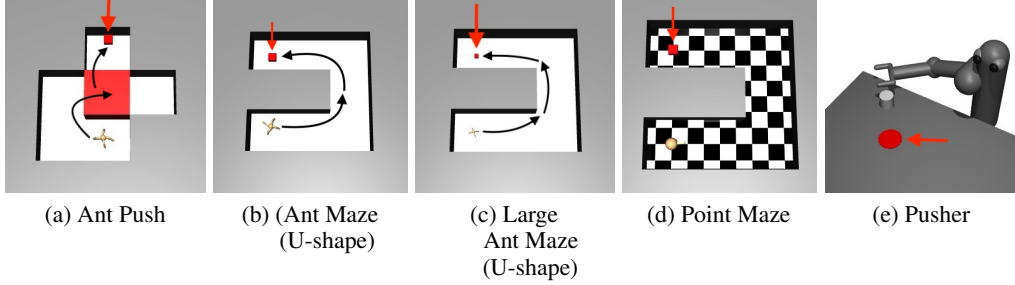 (a) Ant Push
(b) (Ant Maze
(U-shape)
(c) Large
Ant Maze
(U-shape)
(d) Point Maze
(e) Pusher